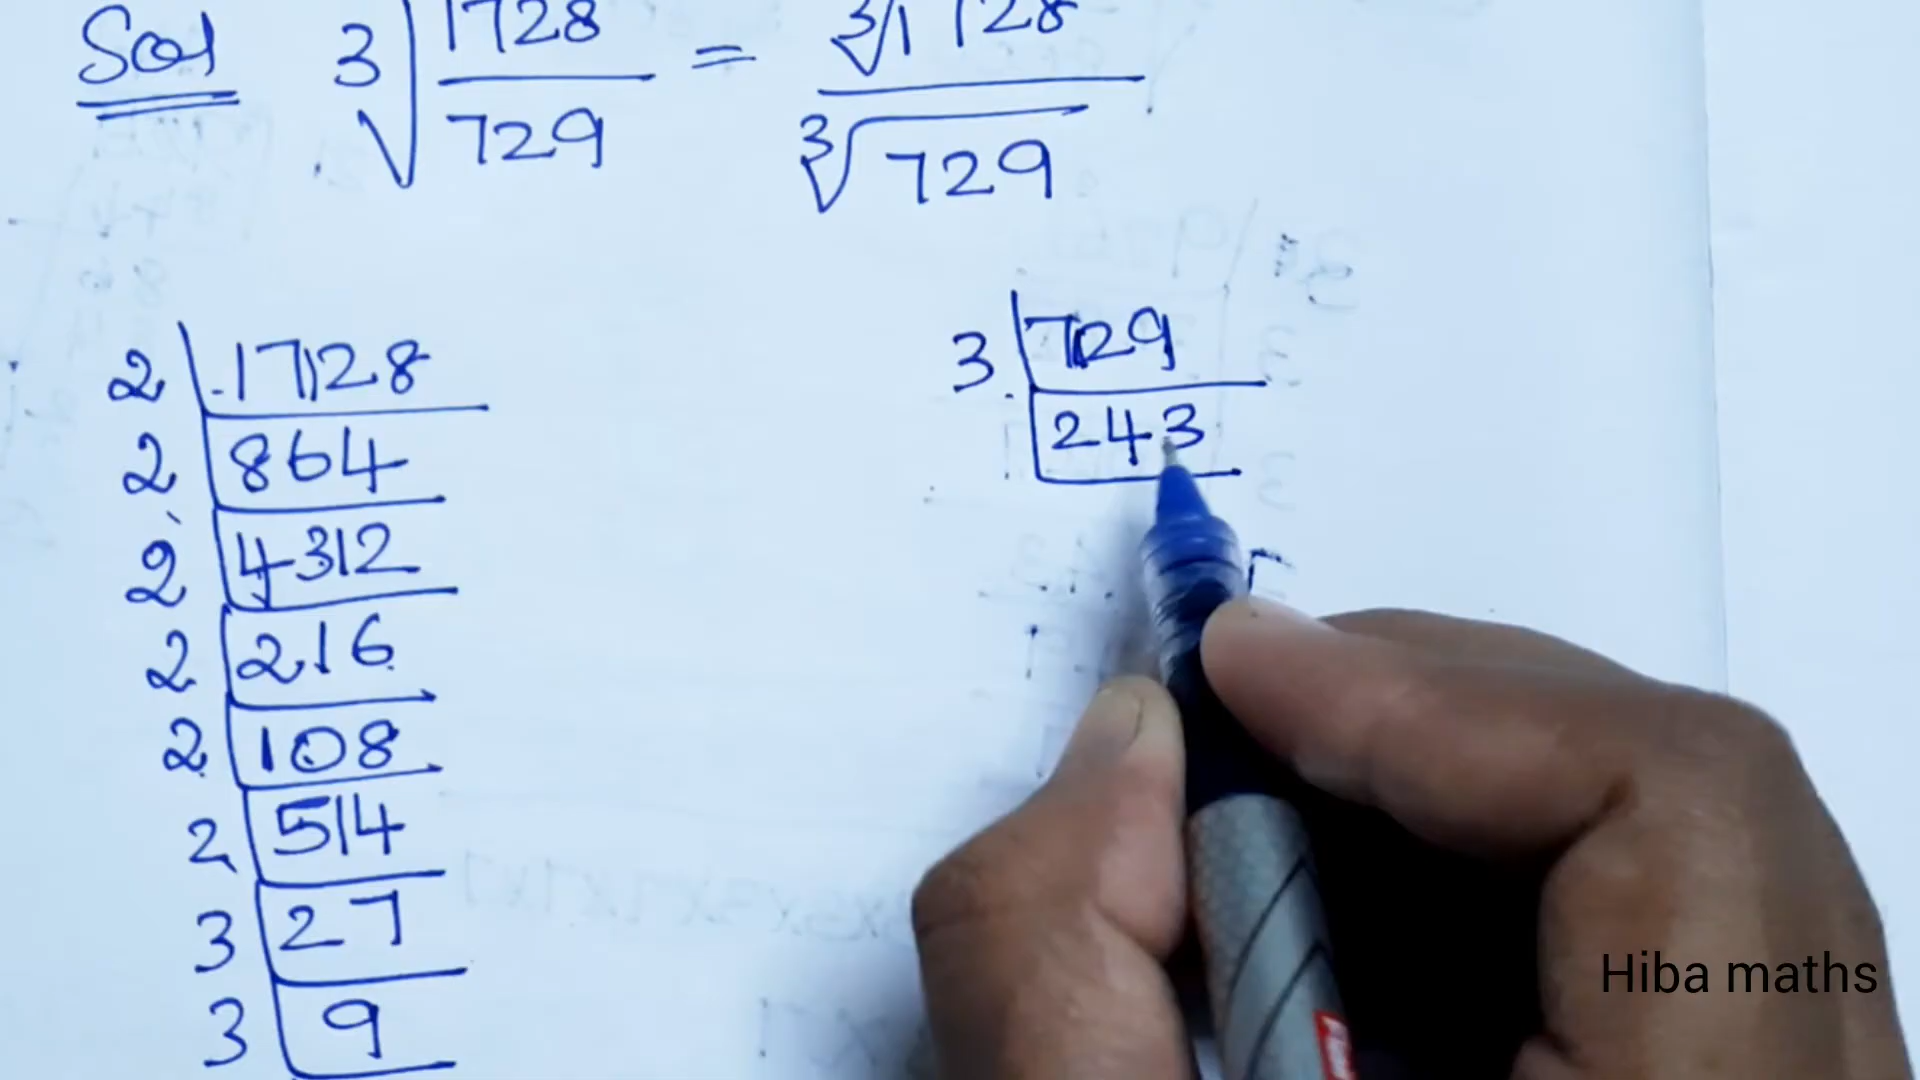 Sol ∛(1728/729) = ∛1728/∛729
2 | 1728
2 | 864
2 | 432
2 | 216
2 | 108
2 | 54
3 | 27
3 | 9
3 | 729
243
Hiba maths